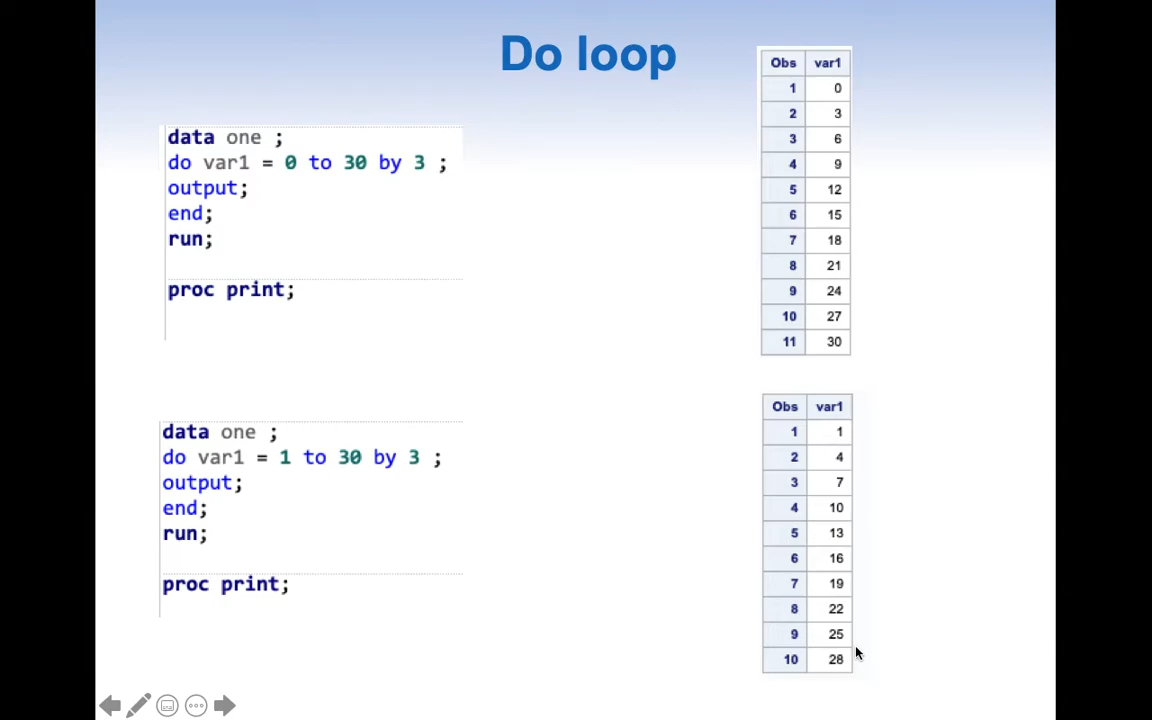 Do loop
data one ;
do var1 = 0 to 30 by 3 ;
output;
end;
run;
proc print;
Obs var1
1 0
2 3
3 6
4 9
5 12
6 15
7 18
8 21
9 24
10 27
11 30
data one ;
do var1 = 1 to 30 by 3 ;
output;
end;
run;
proc print;
Obs var1
1 1
2 4
3 7
4 10
5 13
6 16
7 19
8 22
9 25
10 28